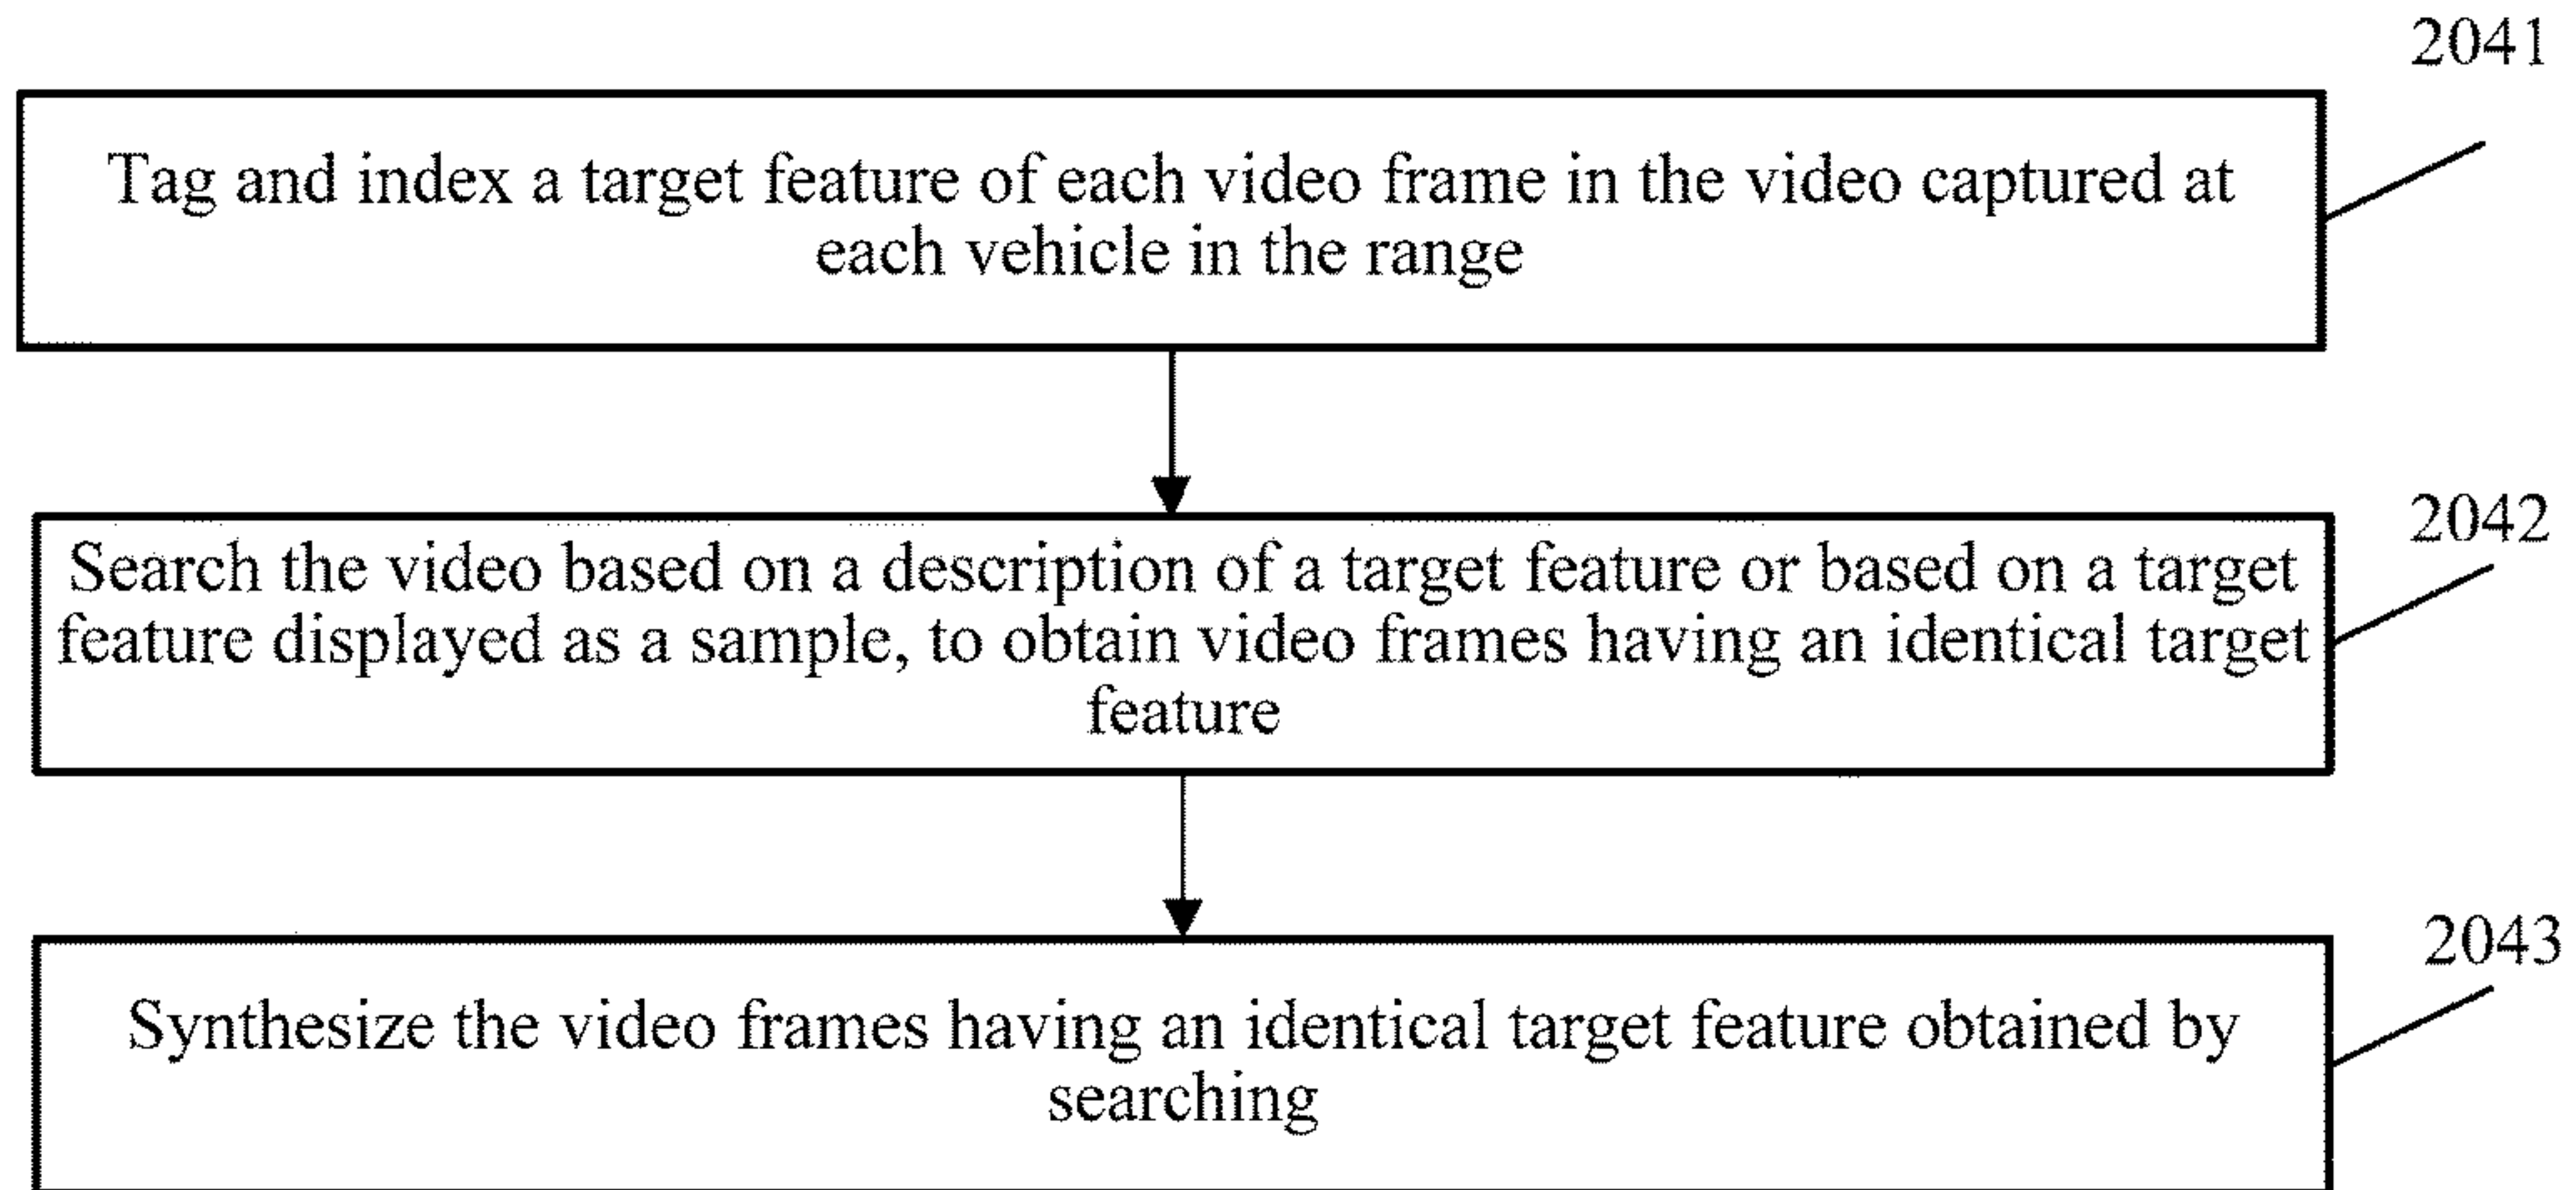 2041
Tag and index a target feature of each video frame in the video captured at
each vehicle in the range
2042
Search the video based on a description of a target feature or based on a target
feature displayed as a sample, to obtain video frames having an identical target
feature
2043
Synthesize the video frames having an identical target feature obtained by
searching